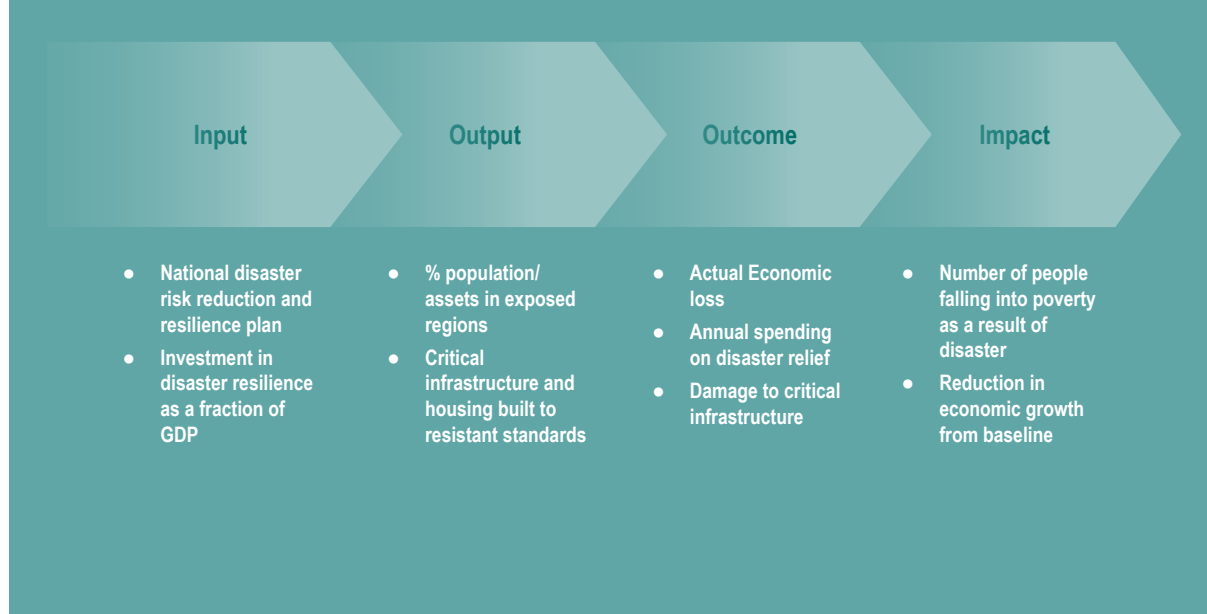 Input
Output
Outcome
Impact
● National disaster
risk reduction and
resilience plan
● Investment in
disaster resilience
as a fraction of
GDP
● % population/
assets in exposed
regions
● Critical
infrastructure and
housing built to
resistant standards
● Actual Economic
loss
● Annual spending
on disaster relief
● Damage to critical
infrastructure
● Number of people
falling into poverty
as a result of
disaster
● Reduction in
economic growth
from baseline